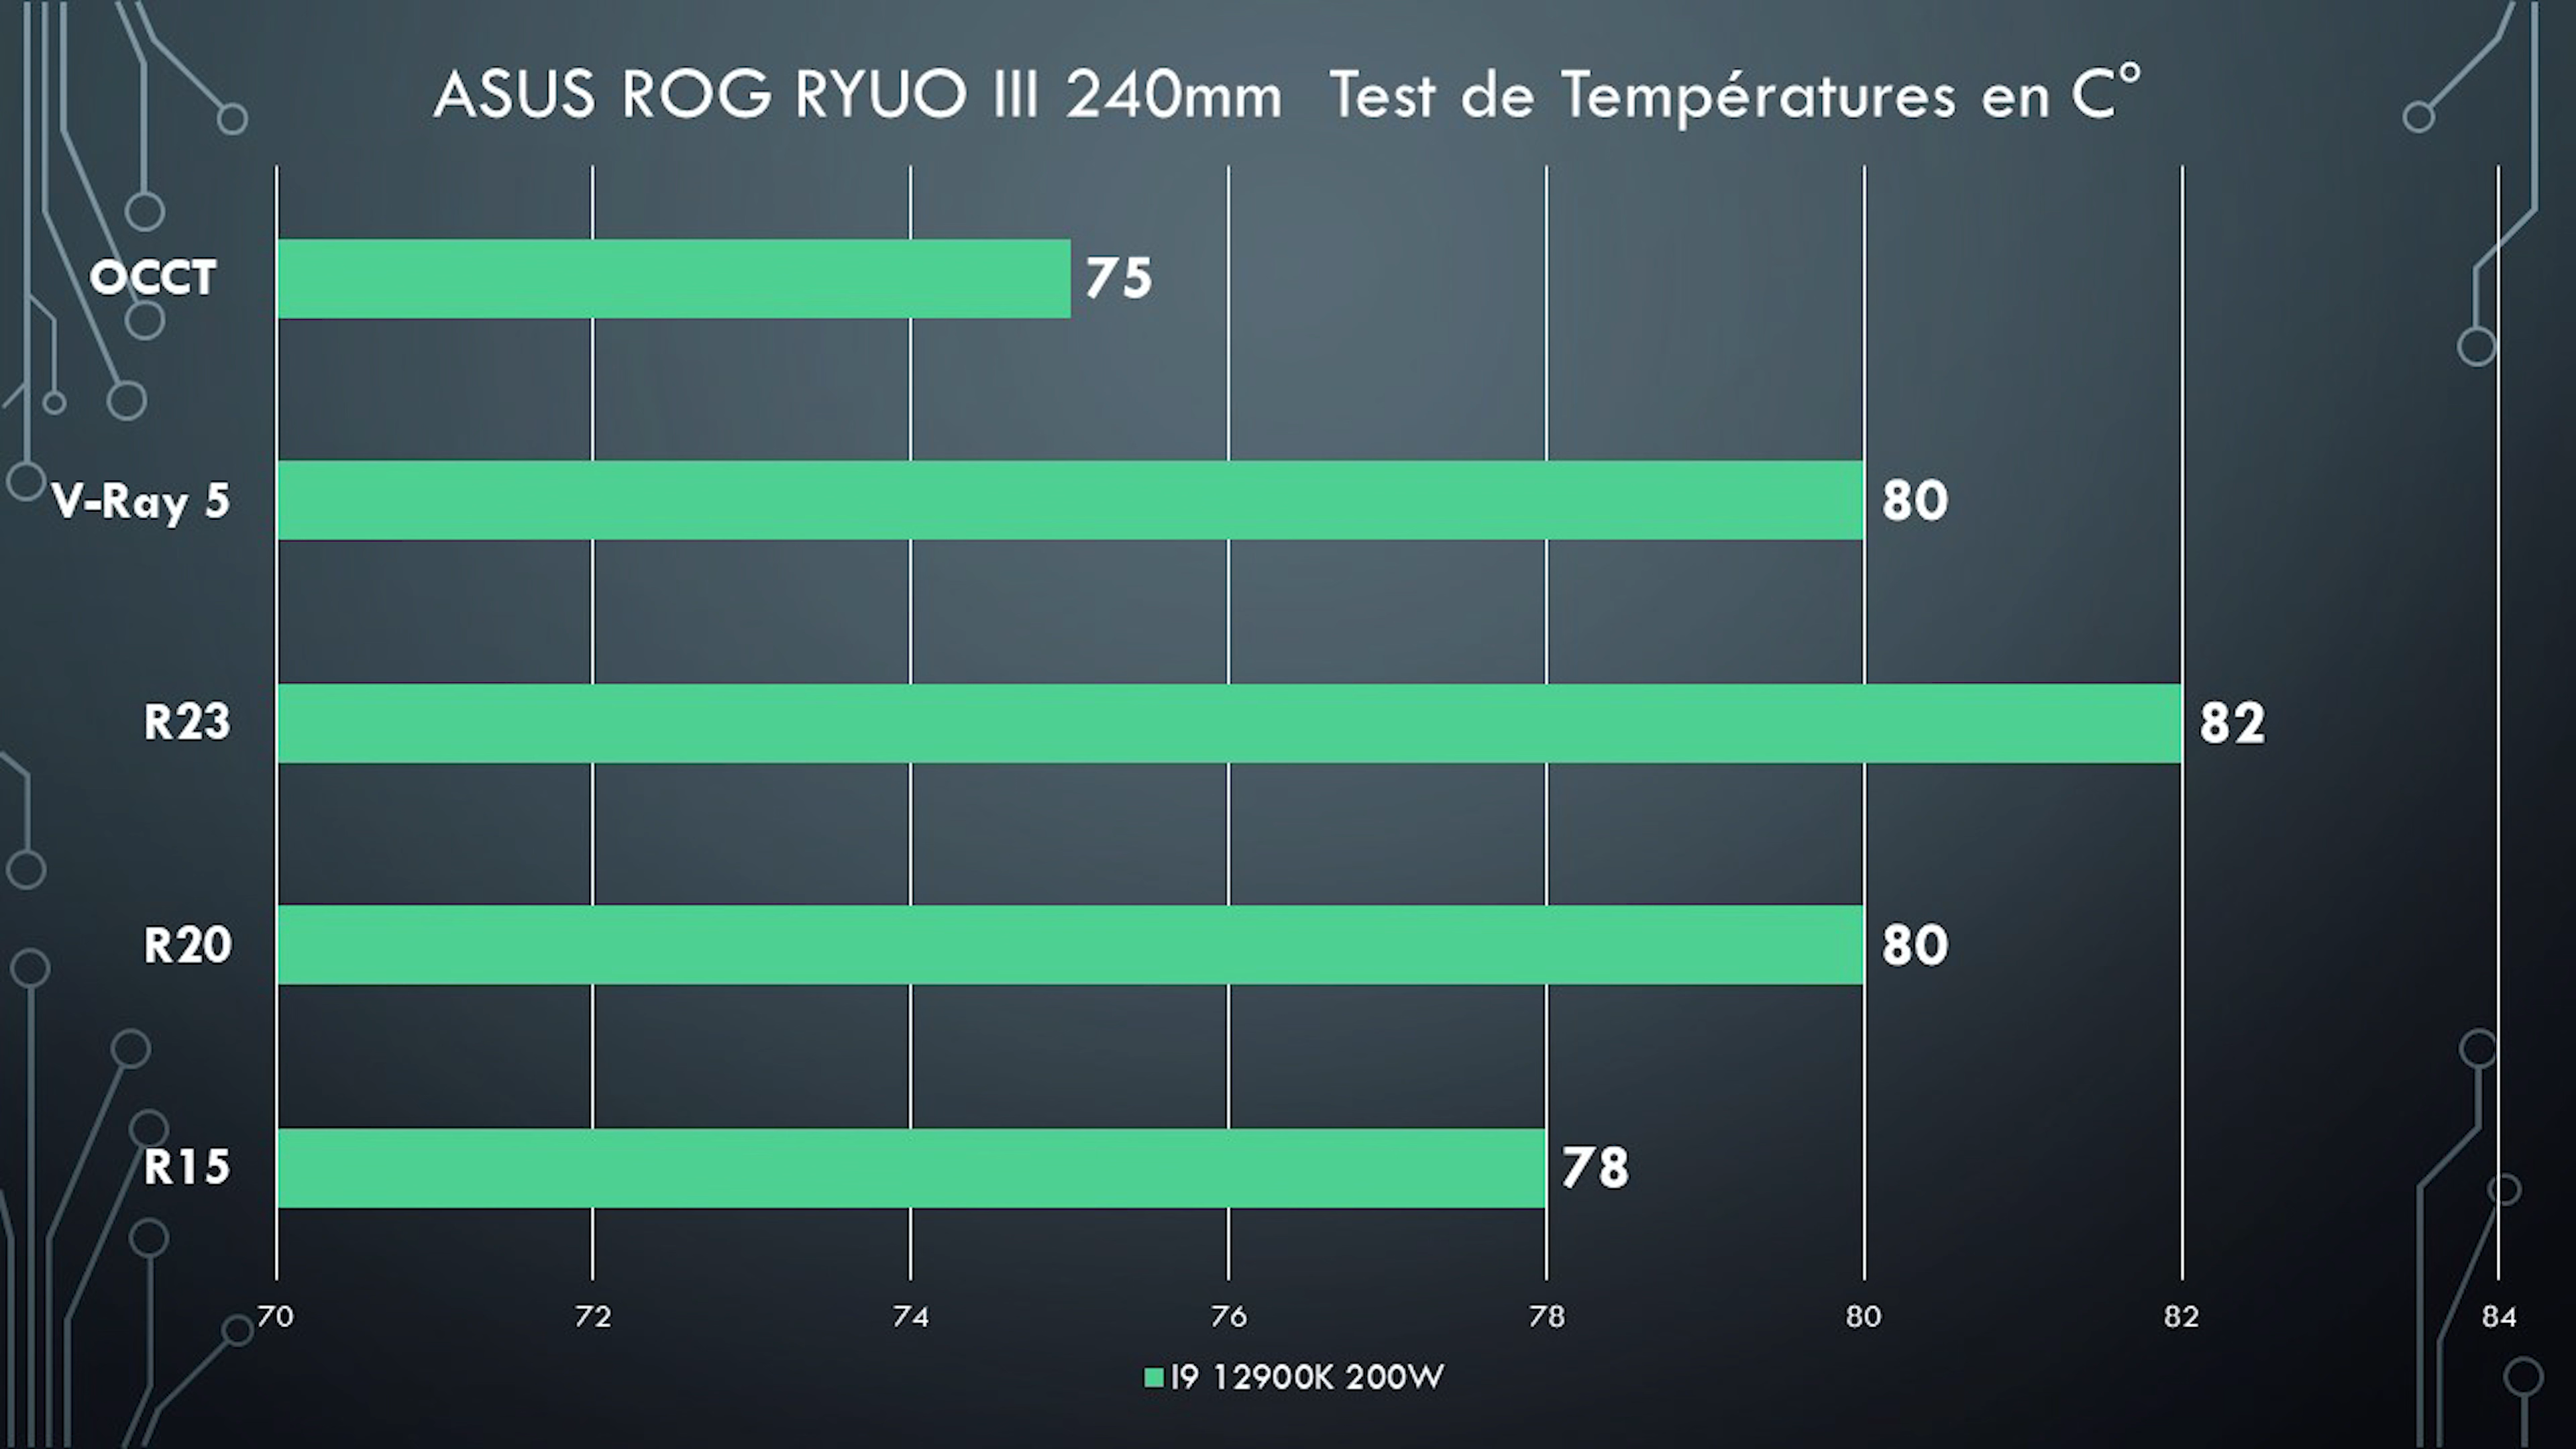 ASUS ROG RYUO III 240mm Test de Températures en C°
OCCT 75
V-Ray 5 80
R23 82
R20 80
R15 78
70 72 74 76 78 80 82 84
I9 12900K 200W